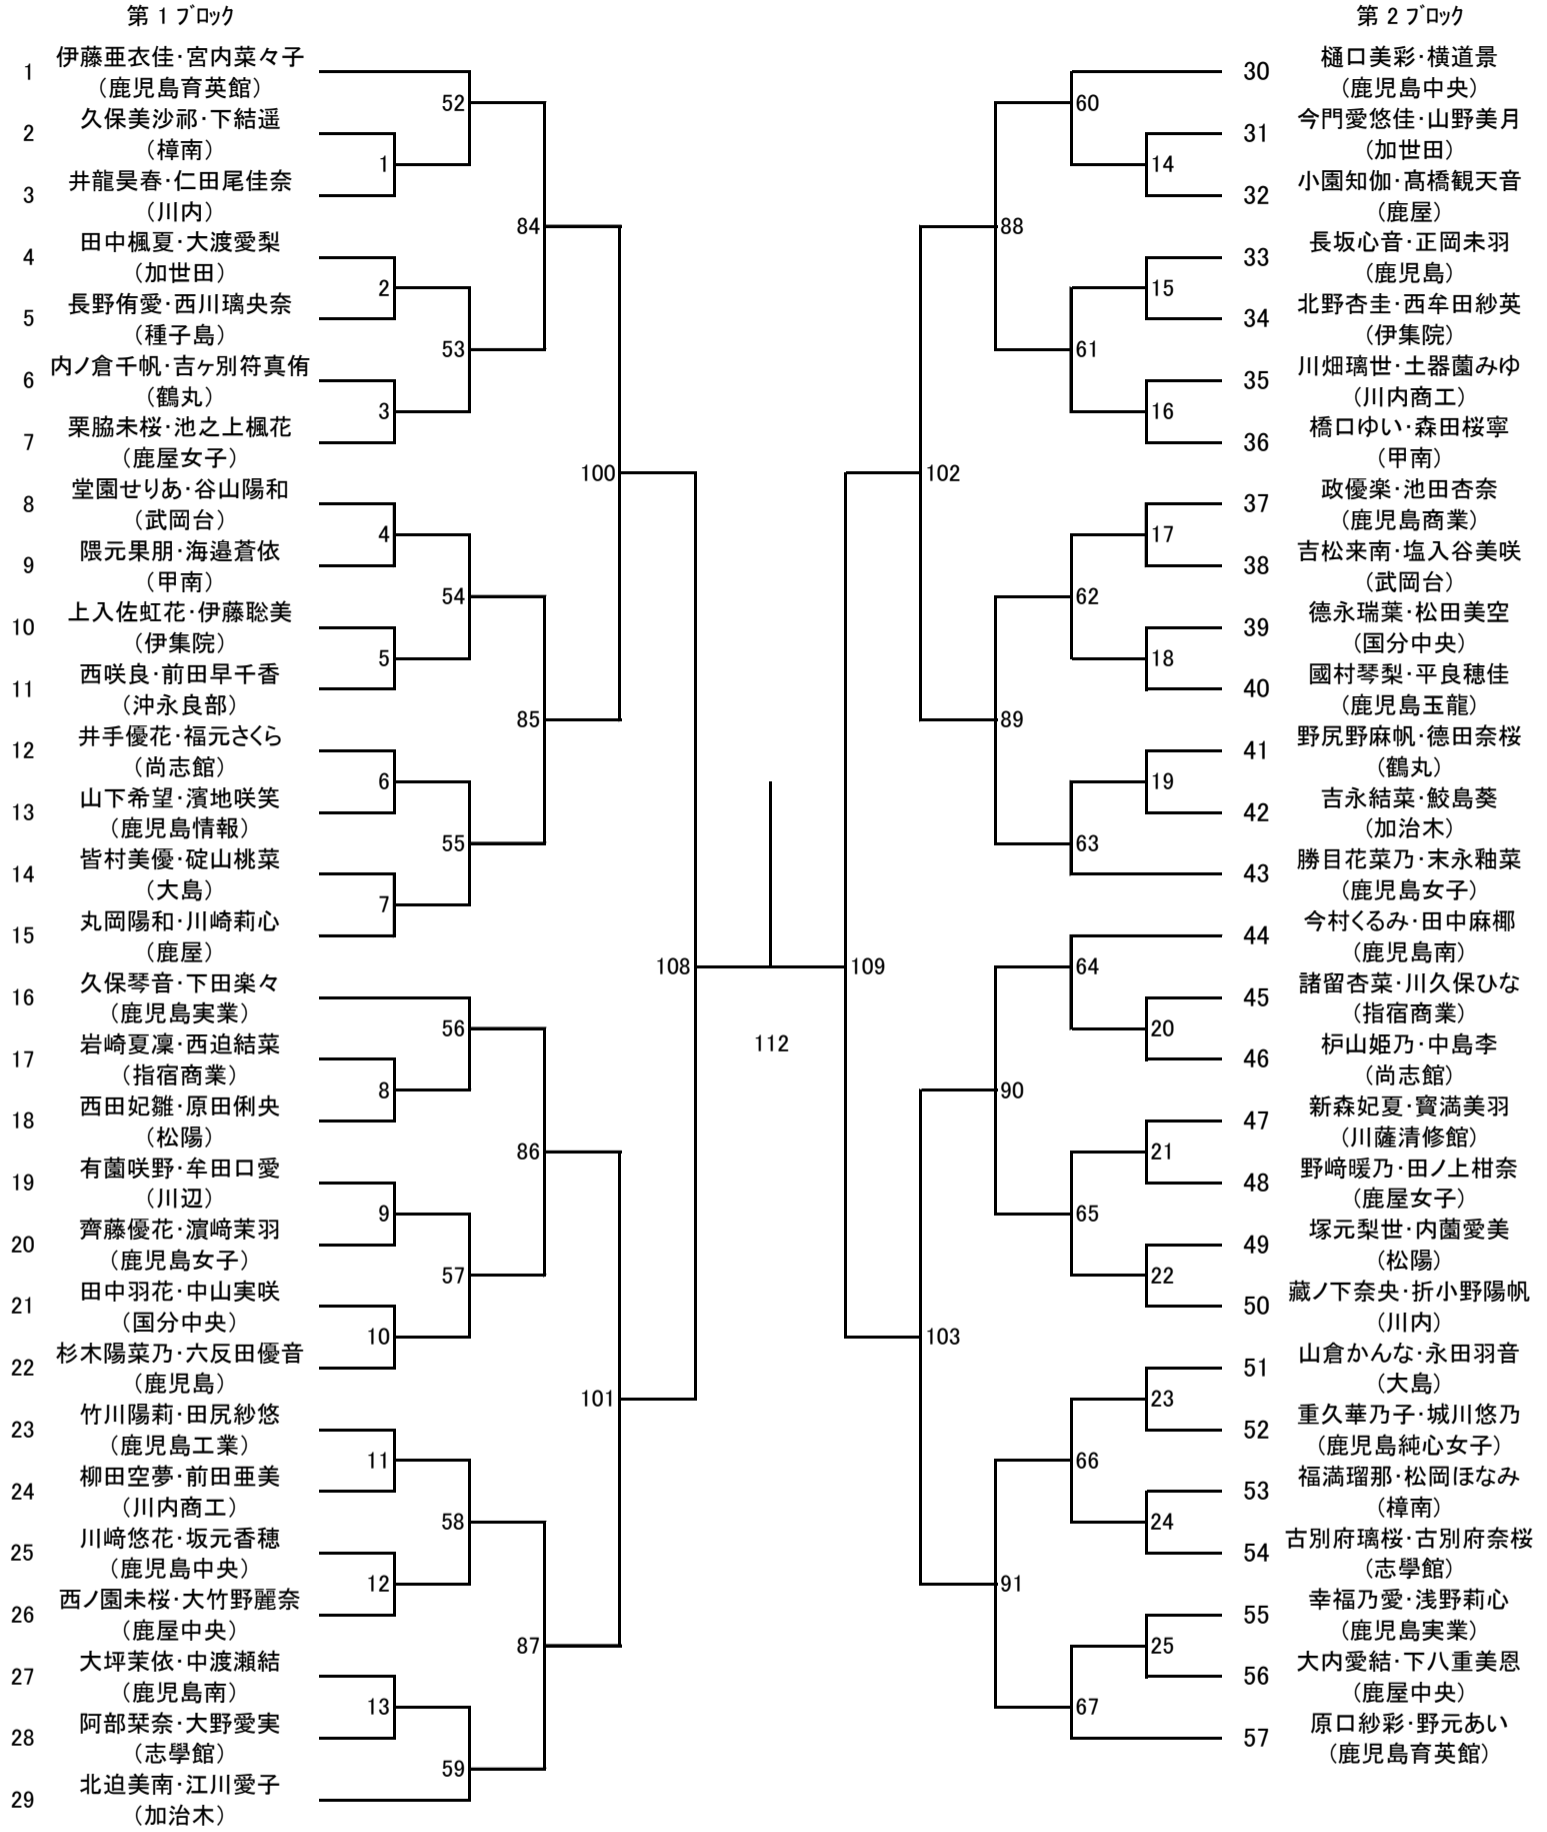 第１ブロック
1 伊藤亜衣佳･宮内菜々子
（鹿児島育英館）
2 久保美沙祁･下結遥
（樟南）
1
3 井龍昊春･仁田尾佳奈
（川内）
52
4 田中楓夏･大渡愛梨
（加世田）
2
5 長野侑愛･西川璃央奈
（種子島）
53
6 内ノ倉千帆･吉ヶ別符真侑
（鶴丸）
3
7 栗脇未桜･池之上楓花
（鹿屋女子）
84
8 堂園せりあ･谷山陽和
（武岡台）
4
9 隈元果朋･海邉蒼依
（甲南）
54
10 上入佐虹花･伊藤聡美
（伊集院）
5
11 西咲良･前田早千香
（沖永良部）
85
12 井手優花･福元さくら
（尚志館）
6
13 山下希望･濱地咲笑
（鹿児島情報）
55
14 皆村美優･碇山桃菜
（大島）
7
15 丸岡陽和･川崎莉心
（鹿屋）
100
16 久保琴音･下田楽々
（鹿児島実業）
56
17 岩崎夏凜･西迫結菜
（指宿商業）
8
18 西田妃雛･原田俐央
（松陽）
86
19 有薗咲野･牟田口愛
（川辺）
9
20 齊藤優花･濵﨑茉羽
（鹿児島女子）
57
21 田中羽花･中山実咲
（国分中央）
10
22 杉木陽菜乃･六反田優音
（鹿児島）
101
23 竹川陽莉･田尻紗悠
（鹿児島工業）
11
24 柳田空夢･前田亜美
（川内商工）
58
25 川﨑悠花･坂元香穂
（鹿児島中央）
12
26 西ノ園未桜･大竹野麗奈
（鹿屋中央）
87
27 大坪茉依･中渡瀬結
（鹿児島南）
13
28 阿部栞奈･大野愛実
（志學館）
59
29 北迫美南･江川愛子
（加治木）
108
112
109
第２ブロック
30 樋口美彩･横道景
（鹿児島中央）
60
31 今門愛悠佳･山野美月
（加世田）
14
32 小園知伽･髙橋観天音
（鹿屋）
88
33 長坂心音･正岡未羽
（鹿児島）
15
34 北野杏圭･西牟田紗英
（伊集院）
61
35 川畑璃世･土器薗みゆ
（川内商工）
16
36 橋口ゆい･森田桜寧
（甲南）
102
37 政優楽･池田杏奈
（鹿児島商業）
17
38 吉松来南･塩入谷美咲
（武岡台）
62
39 德永瑞葉･松田美空
（国分中央）
18
40 國村琴梨･平良穂佳
（鹿児島玉龍）
89
41 野尻野麻帆･德田奈桜
（鶴丸）
19
42 吉永結菜･鮫島葵
（加治木）
63
43 勝目花菜乃･末永釉菜
（鹿児島女子）
44 今村くるみ･田中麻椰
（鹿児島南）
64
45 諸留杏菜･川久保ひな
（指宿商業）
20
46 枦山姫乃･中島李
（尚志館）
90
47 新森妃夏･寳満美羽
（川薩清修館）
21
48 野﨑暖乃･田ノ上柑奈
（鹿屋女子）
65
49 塚元梨世･内薗愛美
（松陽）
22
50 藏ノ下奈央･折小野陽帆
（川内）
103
51 山倉かんな･永田羽音
（大島）
23
52 重久華乃子･城川悠乃
（鹿児島純心女子）
66
53 福満瑠那･松岡ほなみ
（樟南）
24
54 古別府璃桜･古別府奈桜
（志學館）
91
55 幸福乃愛･浅野莉心
（鹿児島実業）
25
56 大内愛結･下八重美恩
（鹿屋中央）
67
57 原口紗彩･野元あい
（鹿児島育英館）